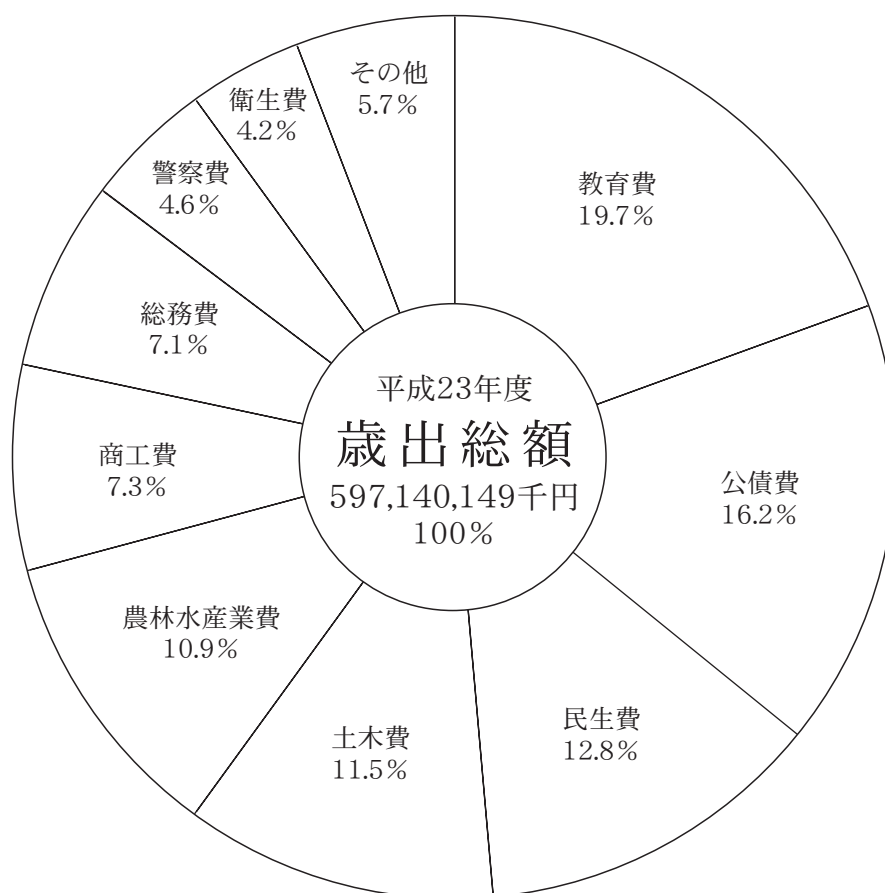 その他
5.7%
衛生費
4.2%
警察費
4.6%
教育費
19.7%
総務費
7.1%
平成23年度
歳出総額
597,140,149千円
100%
商工費
7.3%
公債費
16.2%
農林水産業費
10.9%
民生費
12.8%
土木費
11.5%